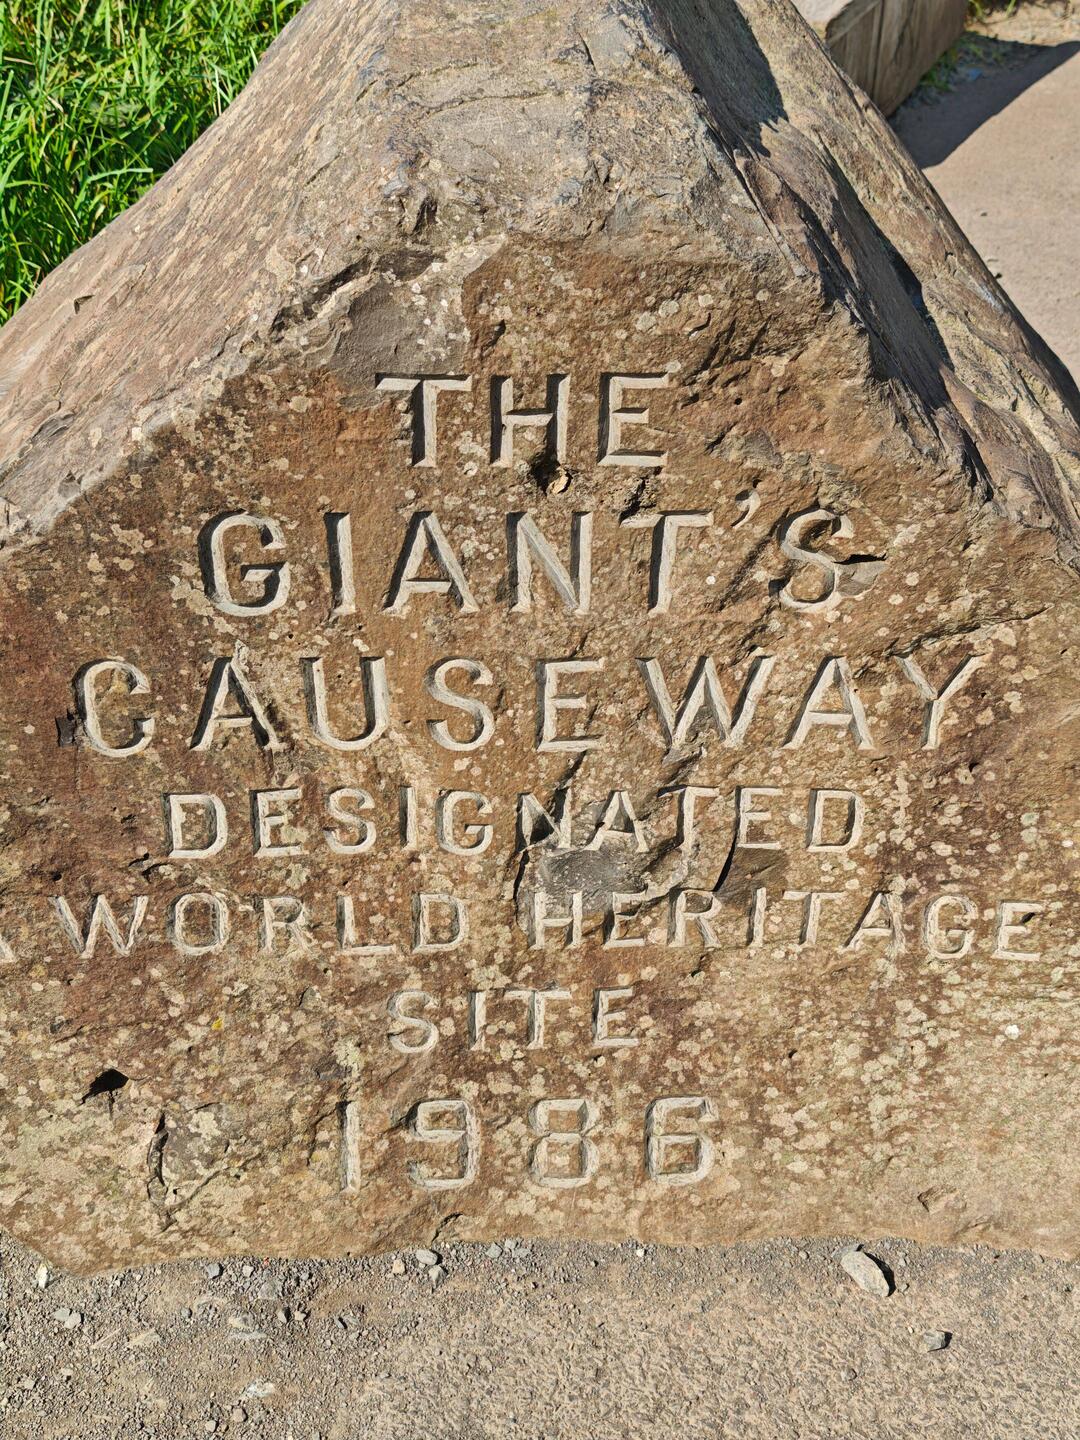 THE
GIANT'S
CAUSEWAY
DESIGNATED
A WORLD HERITAGE
SITE
1986